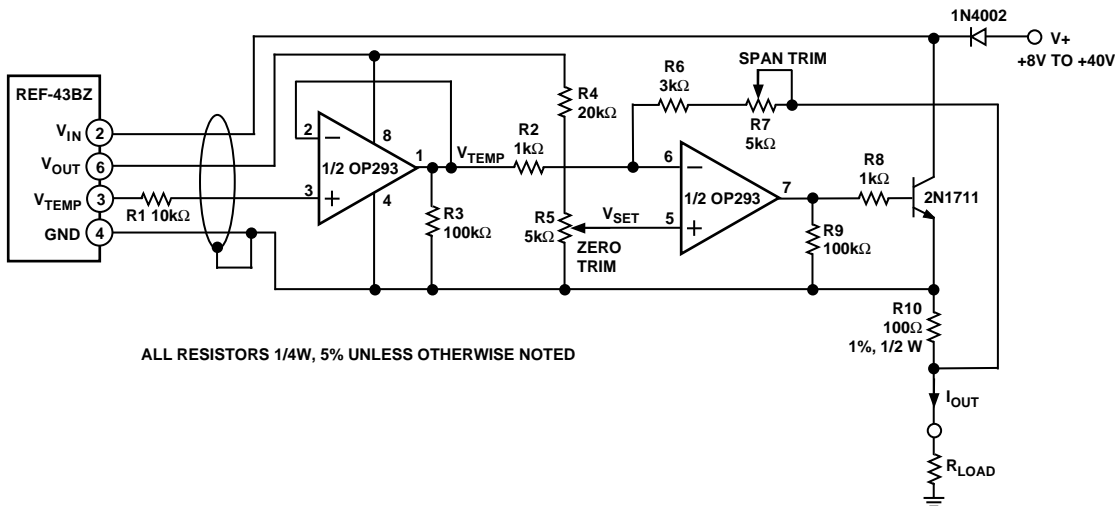 1N4002
V+
+8V TO +40V
REF-43BZ
VIN
2
VOUT
6
VTEMP
3
GND
4
R1 10kΩ
2
–
8
1/2 OP293
1
3
+
4
VTEMP
R2
1kΩ
R3
100kΩ
R4
20kΩ
R5
5kΩ
VSET
ZERO
TRIM
R6
3kΩ
SPAN TRIM
R7
5kΩ
6
–
1/2 OP293
7
5
+
R8
1kΩ
2N1711
R9
100kΩ
R10
100Ω
1%, 1/2 W
IOUT
RLOAD
ALL RESISTORS 1/4W, 5% UNLESS OTHERWISE NOTED